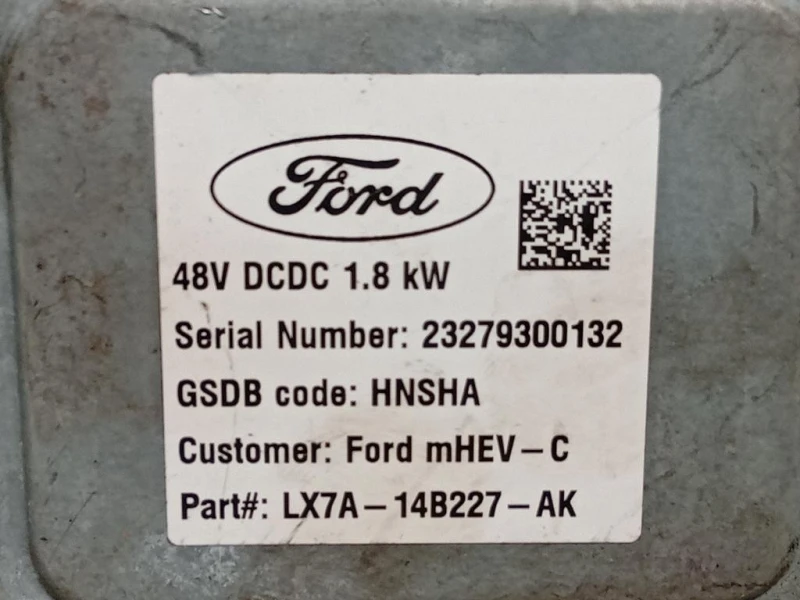 Ford
48V DCDC 1.8 kW
Serial Number: 23279300132
GSDB code: HNSHA
Customer: Ford mHEV-C
Part#: LX7A-14B227-AK